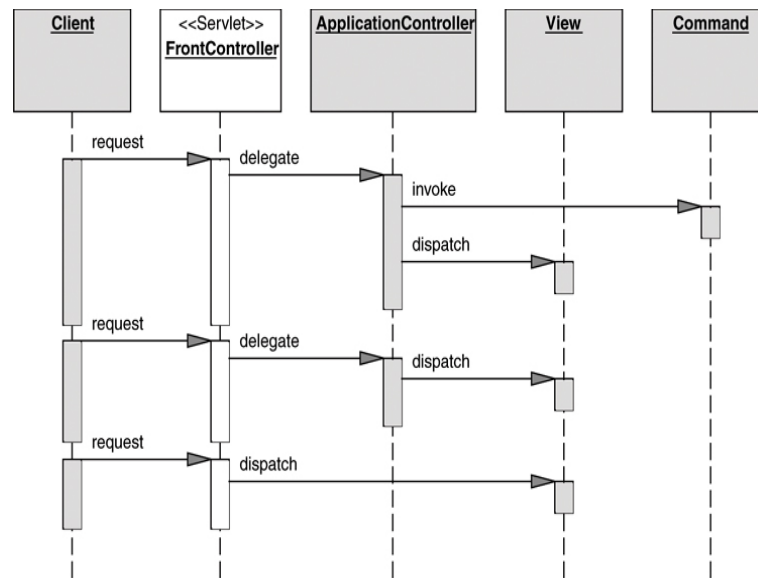 Client
<<Servlet>>
FrontController
ApplicationController
View
Command
request
delegate
invoke
dispatch
request
delegate
dispatch
request
dispatch